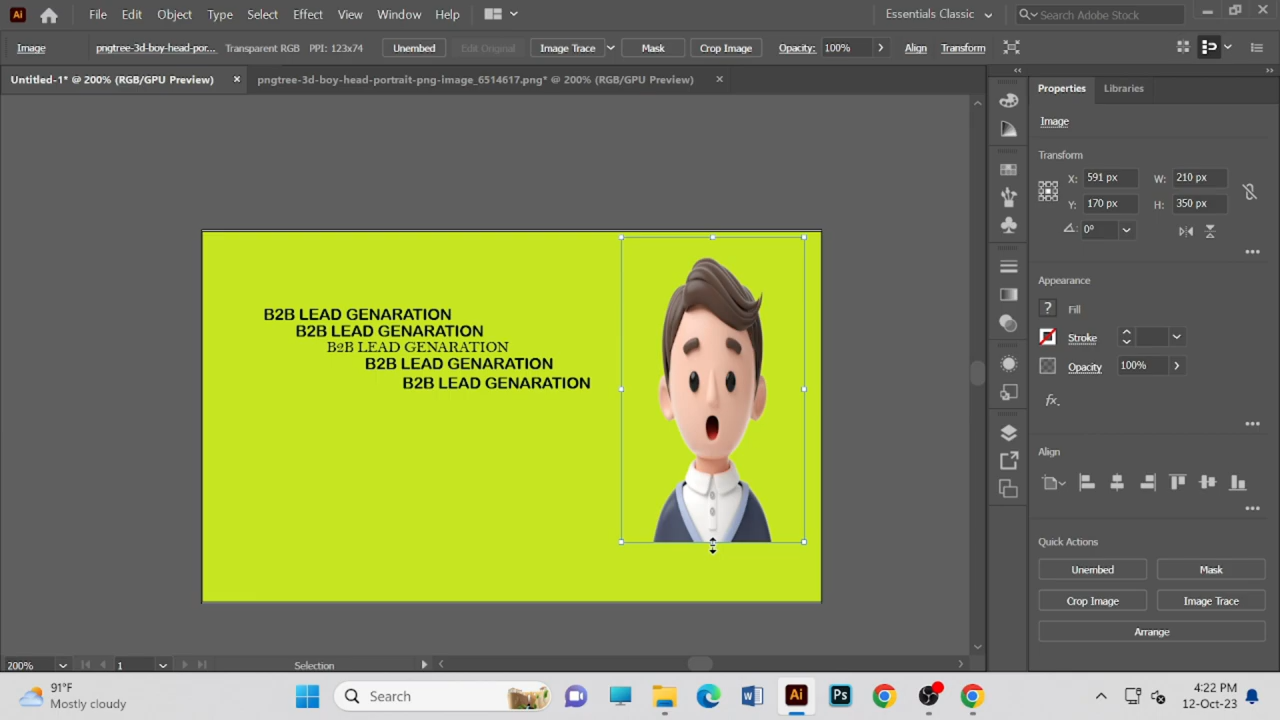 Ai File Edit Object Type Select Effect View Window Help Essentials Classic Search Adobe Stock
Image pngtree-3d-boy-head-por... Transparent RGB PPI: 123x74 Unembed Edit Original Image Trace Mask Crop Image Opacity: 100% Align Transform
Untitled-1* @ 200% (RGB/GPU Preview) × pngtree-3d-boy-head-portrait-png-image_6514617.png* @ 200% (RGB/GPU Preview) ×
Properties Libraries
Image
Transform
X: 591 px W: 210 px
Y: 170 px H: 350 px
0°
Appearance
? Fill
Stroke
Opacity 100%
fx.
Align
Quick Actions
Unembed Mask
Crop Image Image Trace
Arrange
B2B LEAD GENARATION
B2B LEAD GENARATION
B2B LEAD GENARATION
B2B LEAD GENARATION
B2B LEAD GENARATION
200% 1 Selection
91°F
Mostly cloudy
Search
W Ai Ps
4:22 PM
12-Oct-23